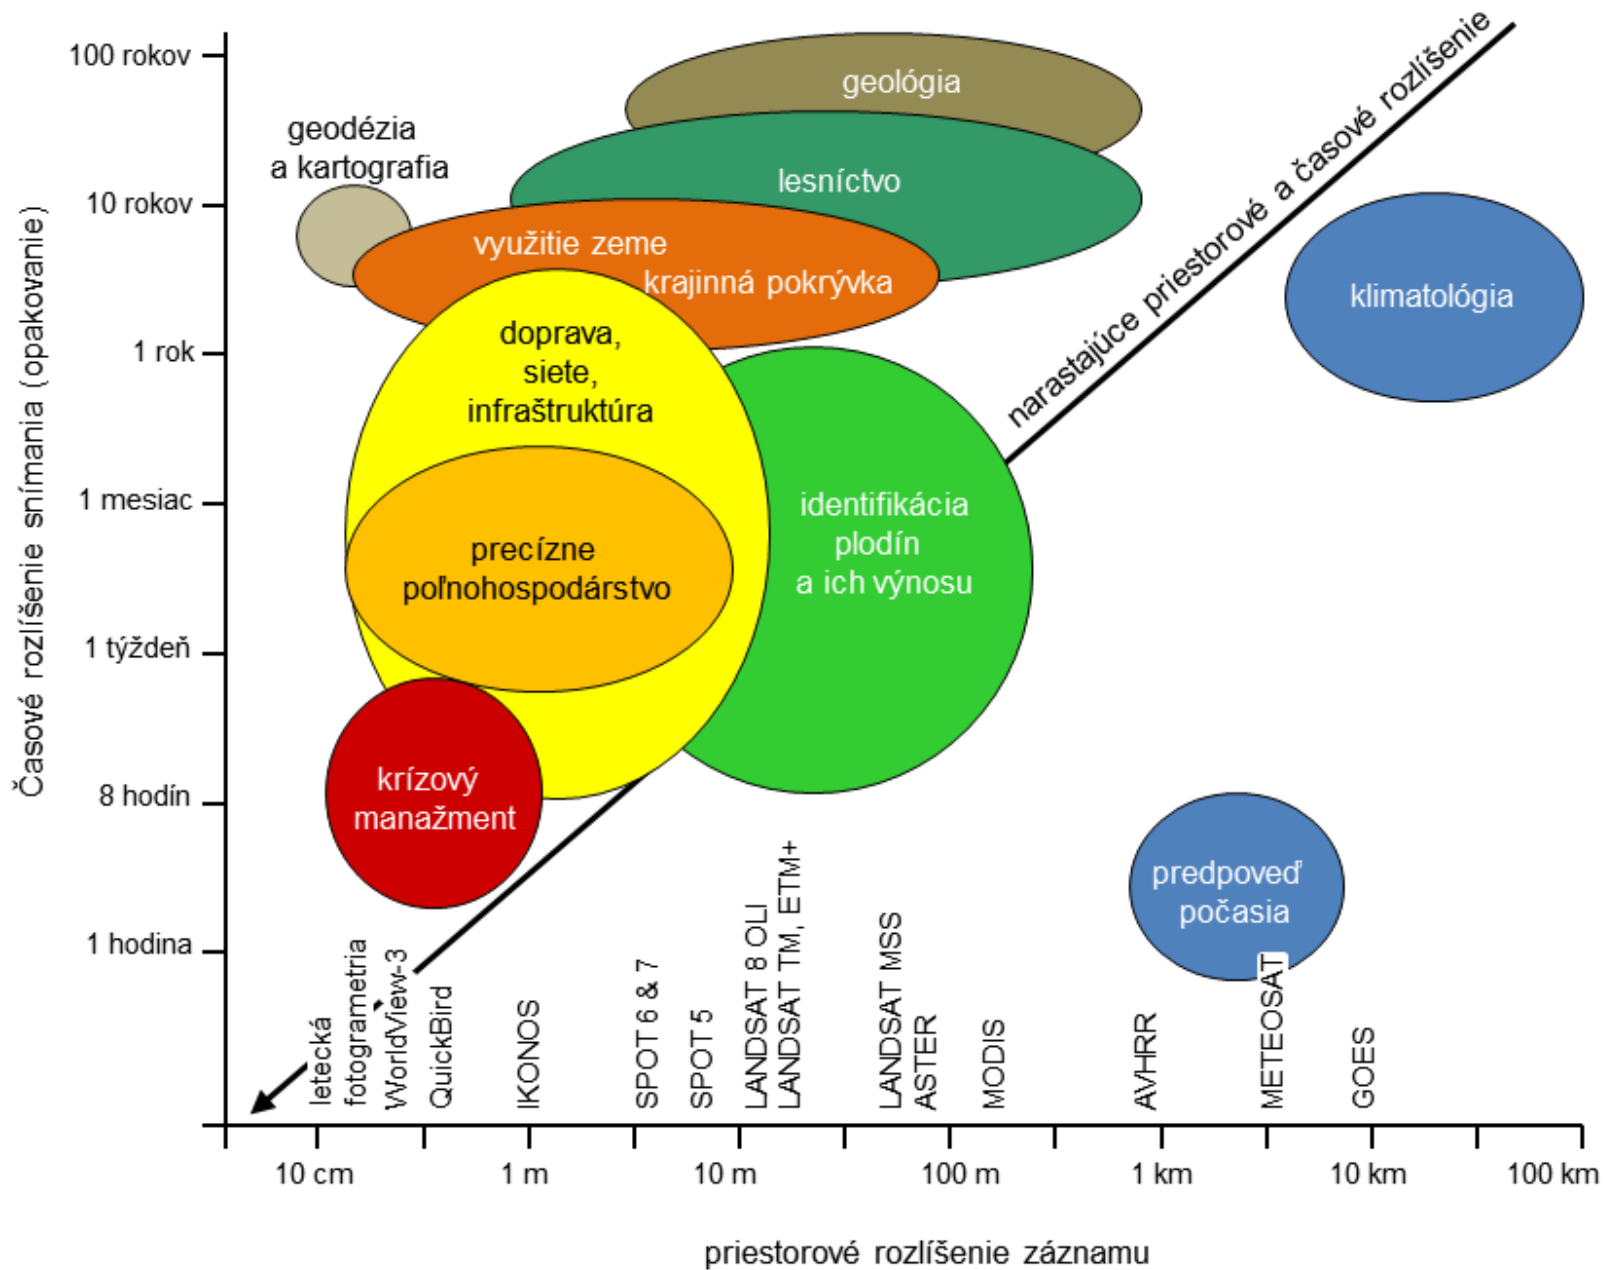 100 rokov
10 rokov
1 rok
1 mesiac
1 týždeň
8 hodín
1 hodina
Časové rozlíšenie snímania (opakovanie)
geológia
geodézia
a kartografia
lesníctvo
využitie zeme
krajinná pokrývka
narastajúce priestorové a časové rozlíšenie
klimatológia
doprava,
siete,
infraštruktúra
identifikácia
plodín
a ich výnosu
precízne
poľnohospodárstvo
krízový
manažment
predpoveď
počasia
letecká
fotogrametria
WorldView-3
QuickBird
IKONOS
SPOT 6 & 7
SPOT 5
LANDSAT 8 OLI
LANDSAT TM, ETM+
LANDSAT MSS
ASTER
MODIS
AVHRR
METEOSAT
GOES
10 cm
1 m
10 m
100 m
1 km
10 km
100 km
priestorové rozlíšenie záznamu